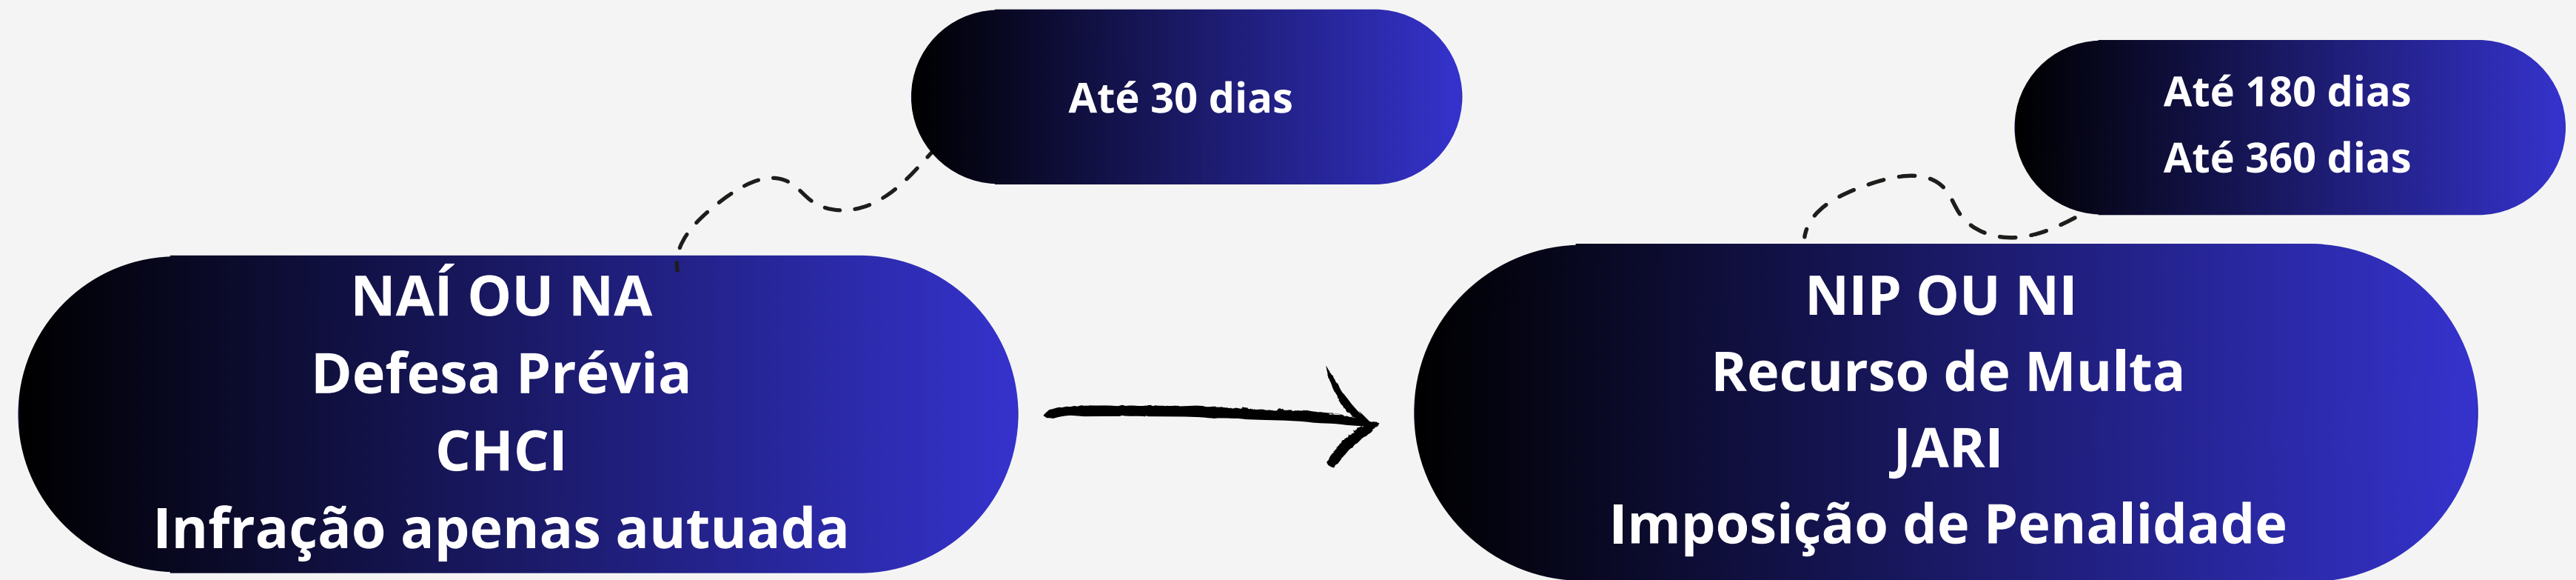 Até 30 dias
Até 180 dias
Até 360 dias
NAÍ OU NA
Defesa Prévia
CHCI
Infração apenas autuada
NIP OU NI
Recurso de Multa
JARI
Imposição de Penalidade